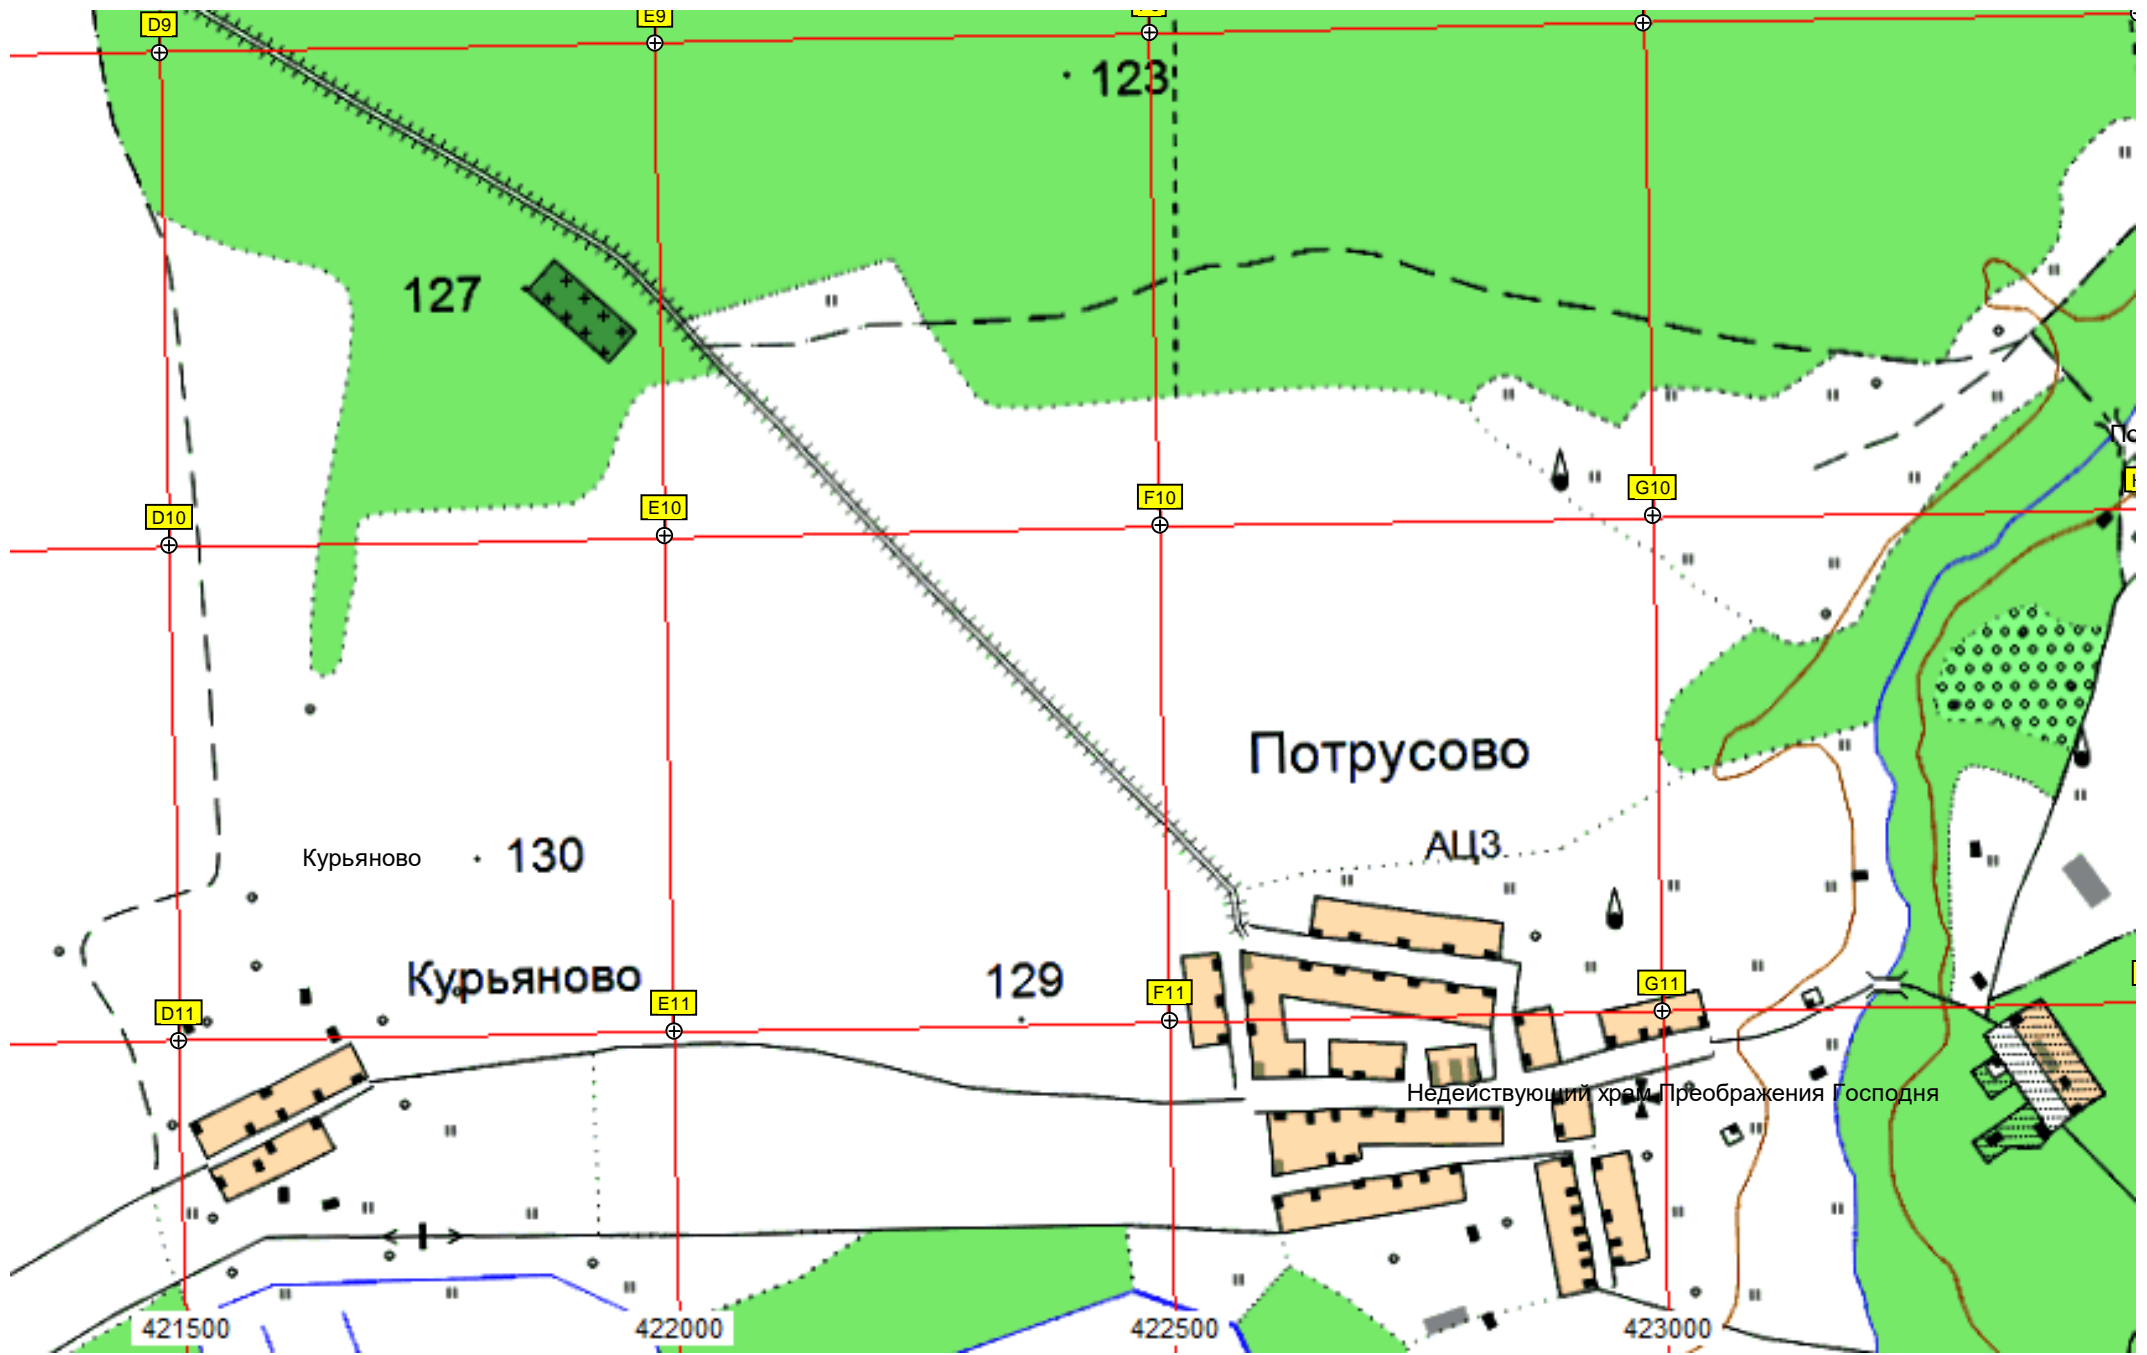 D9
E9
123
127
D10
E10
F10
G10
Потрусово
АЦЗ
Курьяново
130
Курьяново
129
D11
E11
F11
G11
Недействующий храм Преображения Господня
421500
422000
422500
423000